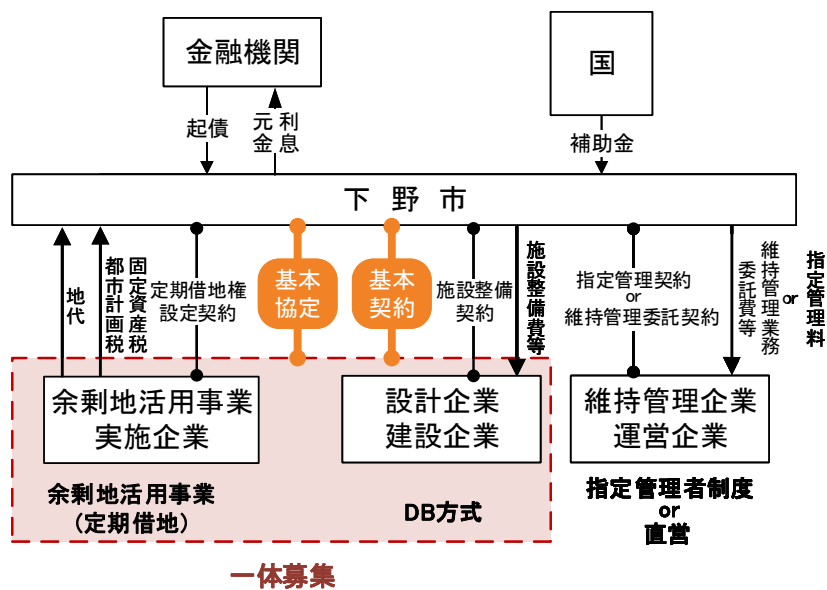 金融機関
国
起債
元金
利息
補助金
下野市
地代
固定資産税
都市計画税
定期借地権
設定契約
基本
協定
基本
契約
施設整備
契約
施設整備費等
指定管理契約
or
維持管理委託契約
維持管理業務
委託費等
or
指定管理料
余剰地活用事業
実施企業
設計企業
建設企業
維持管理企業
運営企業
余剰地活用事業
(定期借地)
DB方式
指定管理者制度
or
直営
一体募集